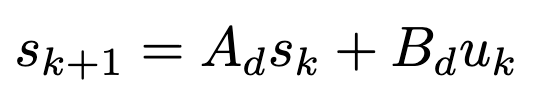 s_{k+1} = A_d s_k + B_d u_k